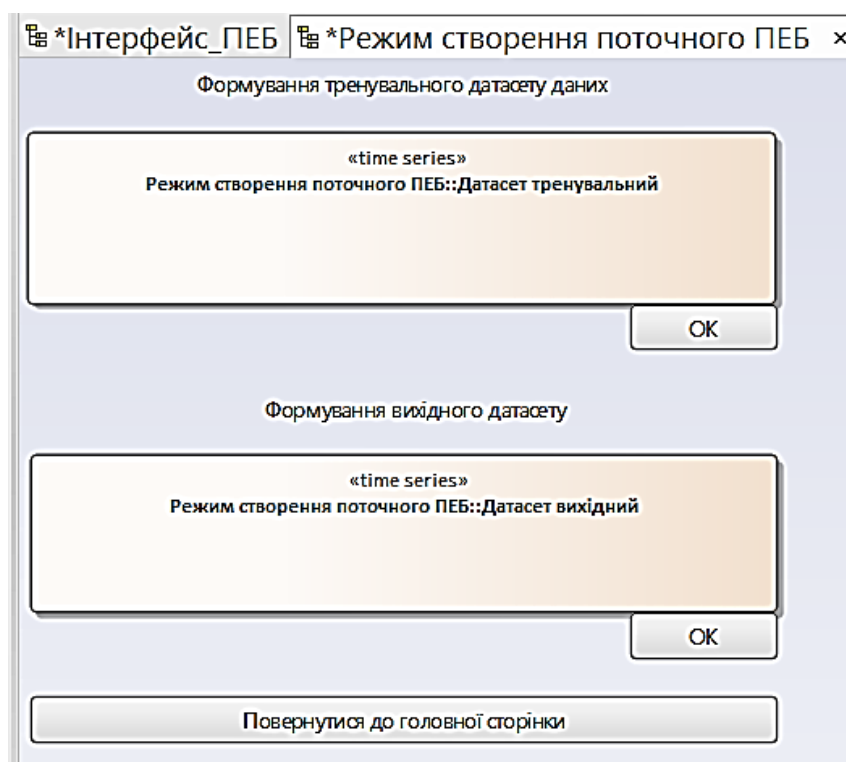 *Інтерфейс_ПЕБ *Режим створення поточного ПЕБ ×
Формування тренувального датасету даних
«time series»
Режим створення поточного ПЕБ::Датасет тренувальний
OK
Формування вихідного датасету
«time series»
Режим створення поточного ПЕБ::Датасет вихідний
OK
Повернутися до головної сторінки